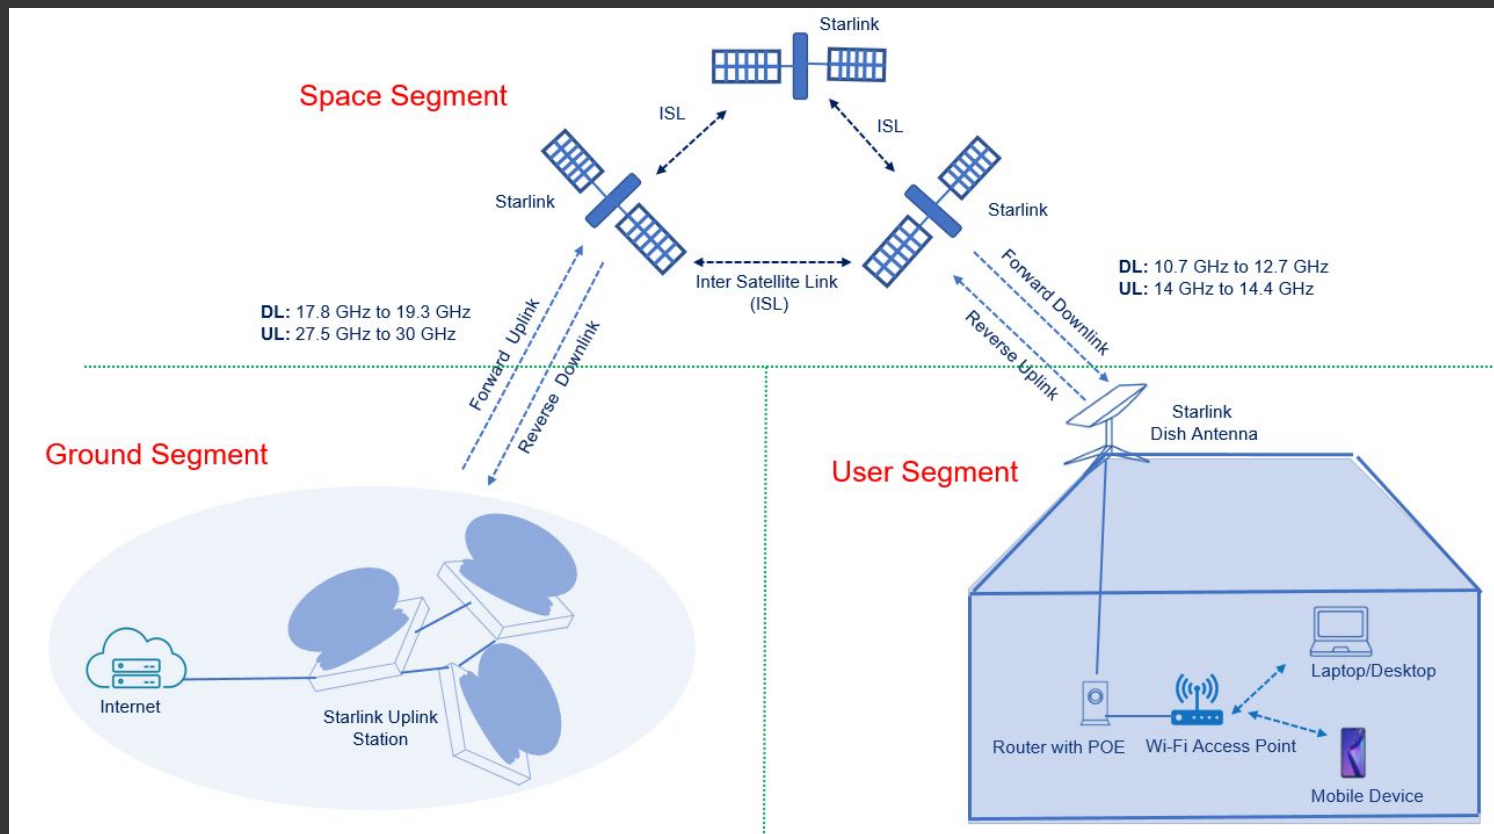 Starlink
Space Segment
ISL
ISL
Starlink
Starlink
Inter Satellite Link
(ISL)
DL: 17.8 GHz to 19.3 GHz
UL: 27.5 GHz to 30 GHz
Forward Uplink
Reverse Downlink
Forward Downlink
Reverse Uplink
DL: 10.7 GHz to 12.7 GHz
UL: 14 GHz to 14.4 GHz
Ground Segment
Internet
Starlink Uplink
Station
User Segment
Starlink
Dish Antenna
Router with POE
Wi-Fi Access Point
Laptop/Desktop
Mobile Device